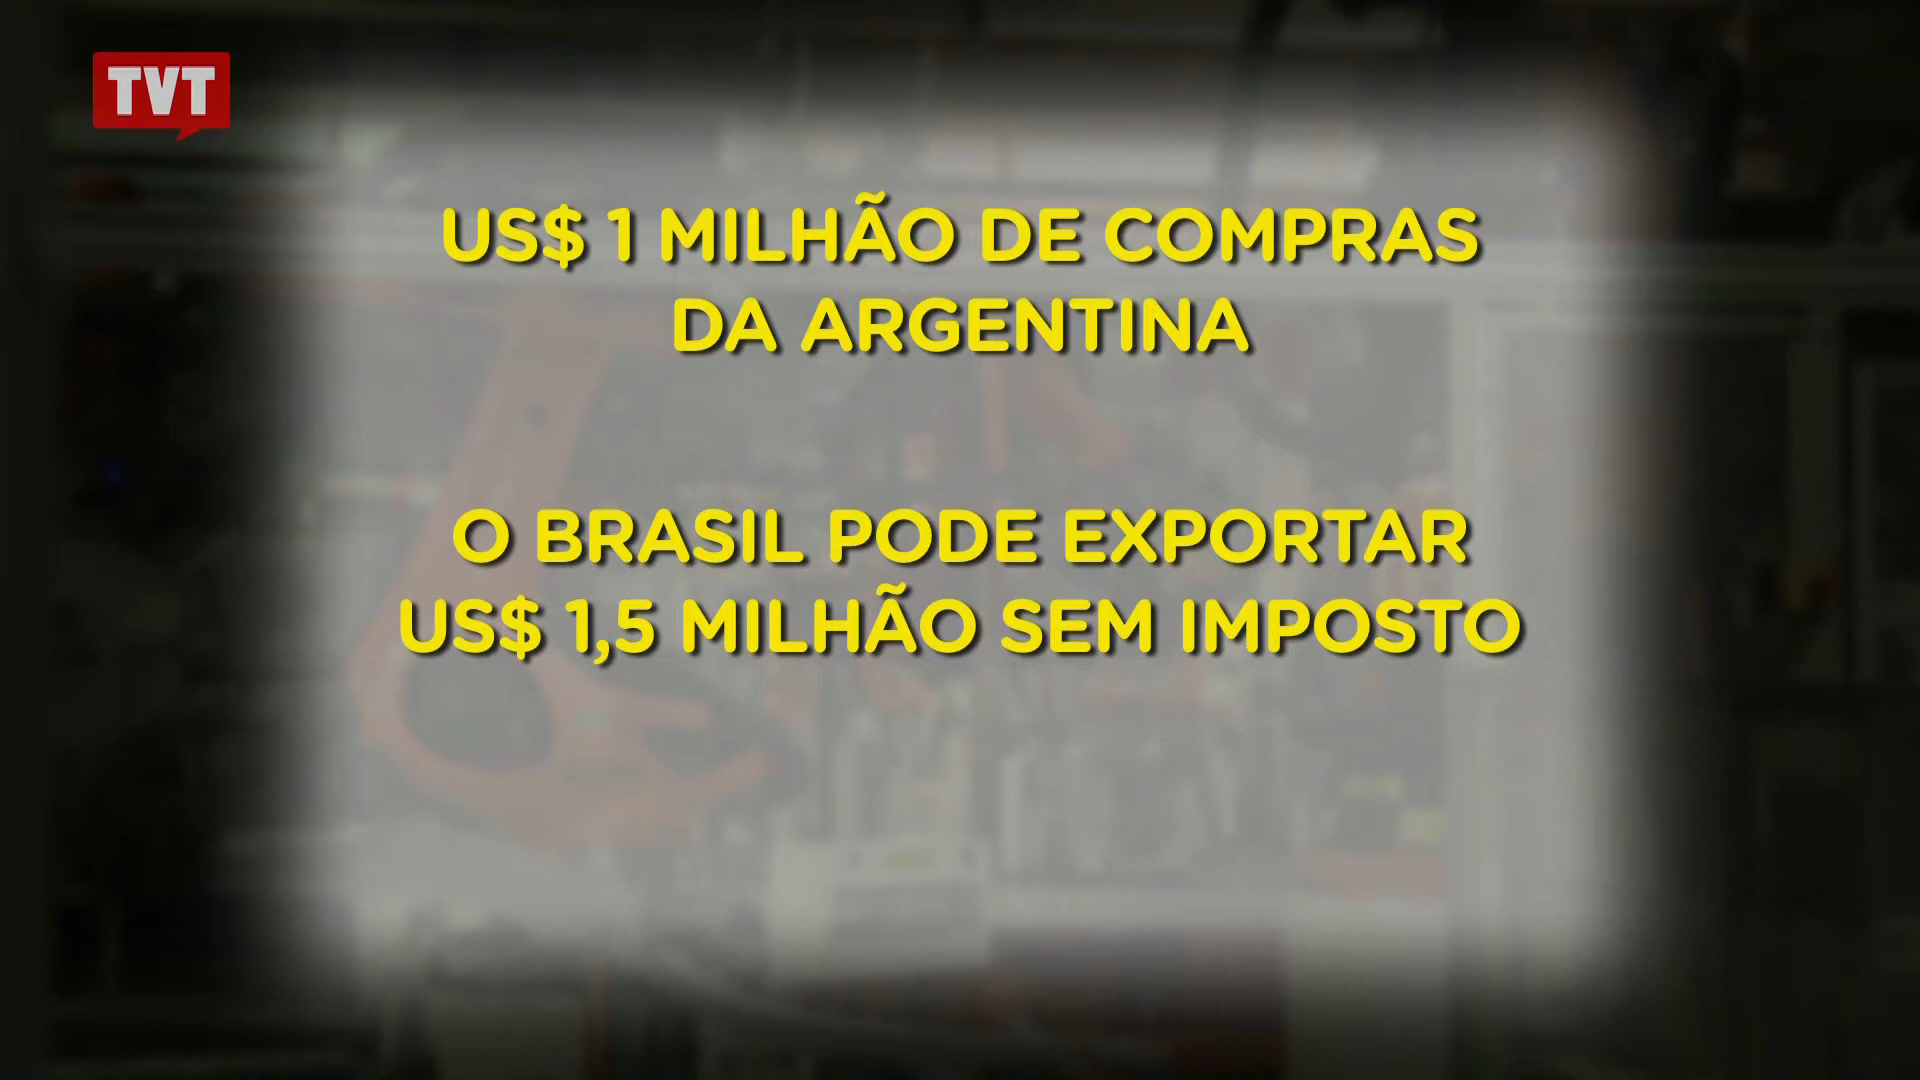 TVT
US$ 1 MILHÃO DE COMPRAS
DA ARGENTINA
O BRASIL PODE EXPORTAR
US$ 1,5 MILHÃO SEM IMPOSTO